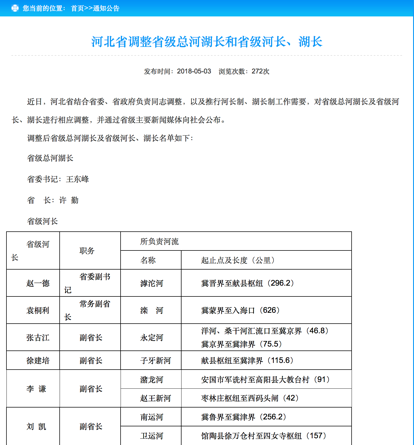 您当前的位置： 首页>>通知公告
河北省调整省级总河湖长和省级河长、湖长
发布时间：2018-05-03 浏览次数：272次
近日，河北省结合省委、省政府负责同志调整，以及推行河长制、湖长制工作需要，对省级总河湖长及省级河
长、湖长进行相应调整，并通过省级主要新闻媒体向社会公布。
调整后省级总河湖长及省级河长、湖长名单如下：
省级总河湖长
省委书记：王东峰
省 长：许 勤
省级河长
省级河长 职务 所负责河流
名称 起止点及长度（公里）
赵一德 省委副书记 滹沱河 冀晋界至献县枢纽（296.2）
袁桐利 常务副省长 滦 河 冀蒙界至入海口（626）
张古江 副省长 永定河 洋河、桑干河汇流口至冀京界（46.8）
冀京界至冀津界（75.5）
徐建培 副省长 子牙新河 献县枢纽至冀津界（115.6）
李 谦 副省长 潴龙河 安国市军诜村至高阳县大教台村（91）
赵王新河 枣林庄枢纽至西码头闸（42）
刘 凯 副省长 南运河 冀鲁界至冀津界（256.2）
卫运河 馆陶县徐万仓村至四女寺枢纽（157）